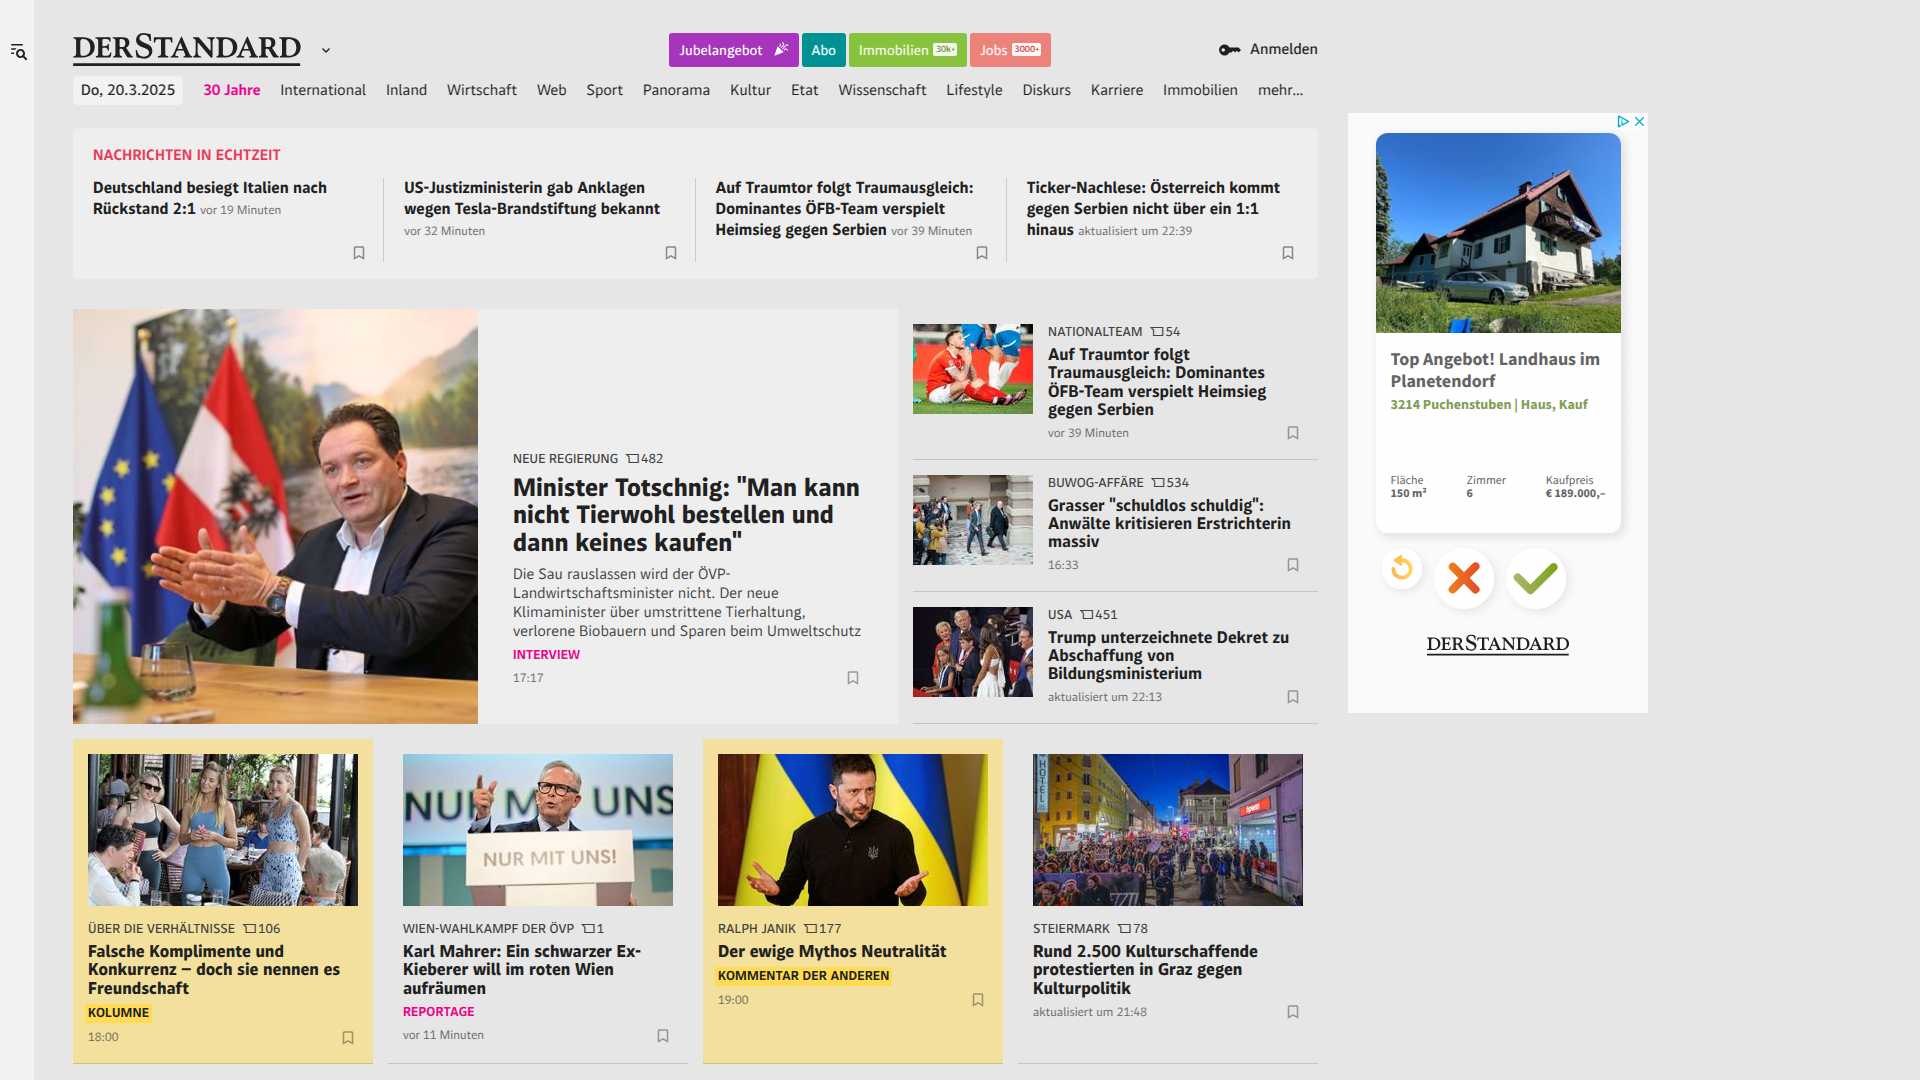 DERSTANDARD
Jubelangebot
Abo
Immobilien 30k+
Jobs 3000+
Anmelden
Do, 20.3.2025
30 Jahre
International
Inland
Wirtschaft
Web
Sport
Panorama
Kultur
Etat
Wissenschaft
Lifestyle
Diskurs
Karriere
Immobilien
mehr...
NACHRICHTEN IN ECHTZEIT
Deutschland besiegt Italien nach
Rückstand 2:1 vor 19 Minuten
US-Justizministerin gab Anklagen
wegen Tesla-Brandstiftung bekannt
vor 32 Minuten
Auf Traumtor folgt Traumausgleich:
Dominantes ÖFB-Team verspielt
Heimsieg gegen Serbien vor 39 Minuten
Ticker-Nachlese: Österreich kommt
gegen Serbien nicht über ein 1:1
hinaus aktualisiert um 22:39
NEUE REGIERUNG 482
Minister Totschnig: "Man kann
nicht Tierwohl bestellen und
dann keines kaufen"
Die Sau rauslassen wird der ÖVP-
Landwirtschaftsminister nicht. Der neue
Klimaminister über umstrittene Tierhaltung,
verlorene Biobauern und Sparen beim Umweltschutz
INTERVIEW
17:17
NATIONALTEAM 54
Auf Traumtor folgt
Traumausgleich: Dominantes
ÖFB-Team verspielt Heimsieg
gegen Serbien
vor 39 Minuten
BUWOG-AFFÄRE 534
Grasser "schuldlos schuldig":
Anwälte kritisieren Erstrichterin
massiv
16:33
USA 451
Trump unterzeichnete Dekret zu
Abschaffung von
Bildungsministerium
aktualisiert um 22:13
Top Angebot! Landhaus im
Planetendorf
3214 Puchenstuben | Haus, Kauf
Fläche
150 m²
Zimmer
6
Kaufpreis
€ 189.000,–
DERSTANDARD
ÜBER DIE VERHÄLTNISSE 106
Falsche Komplimente und
Konkurrenz – doch sie nennen es
Freundschaft
KOLUMNE
18:00
NUR MIT UNS
NUR MIT UNS!
WIEN-WAHLKAMPF DER ÖVP 1
Karl Mahrer: Ein schwarzer Ex-
Kieberer will im roten Wien
aufräumen
REPORTAGE
vor 11 Minuten
RALPH JANIK 177
Der ewige Mythos Neutralität
KOMMENTAR DER ANDEREN
19:00
HOTEL
STEIERMARK 78
Rund 2.500 Kulturschaffende
protestierten in Graz gegen
Kulturpolitik
aktualisiert um 21:48